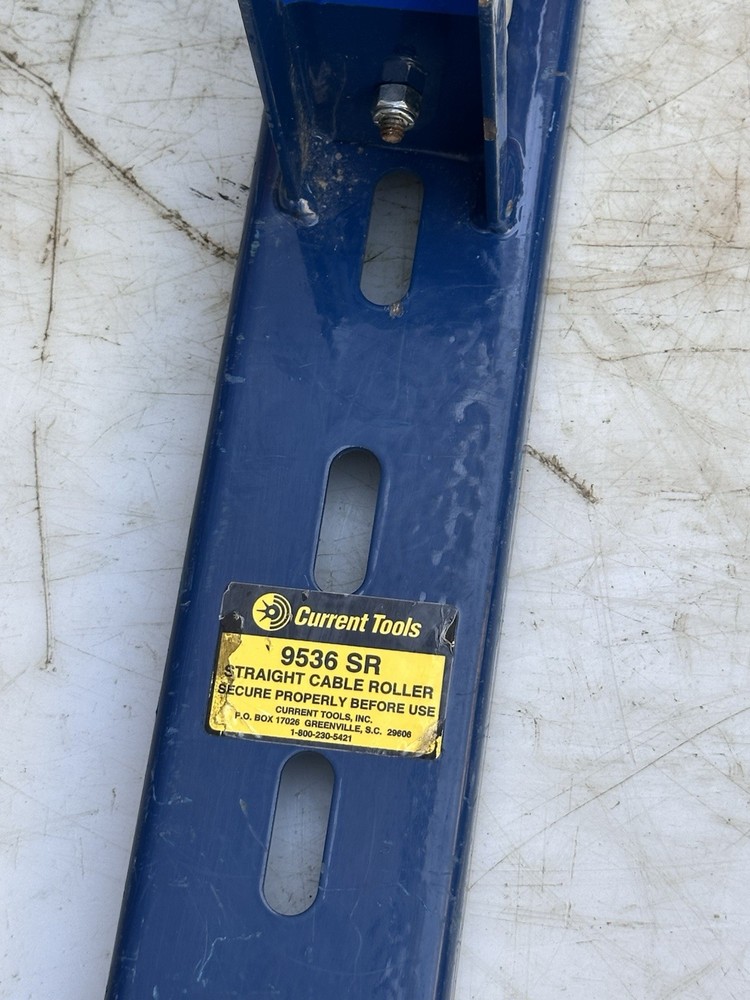 Current Tools
9536 SR
STRAIGHT CABLE ROLLER
SECURE PROPERLY BEFORE USE
CURRENT TOOLS, INC.
P.O. BOX 17026 GREENVILLE, S.C. 29606
1-800-230-5421